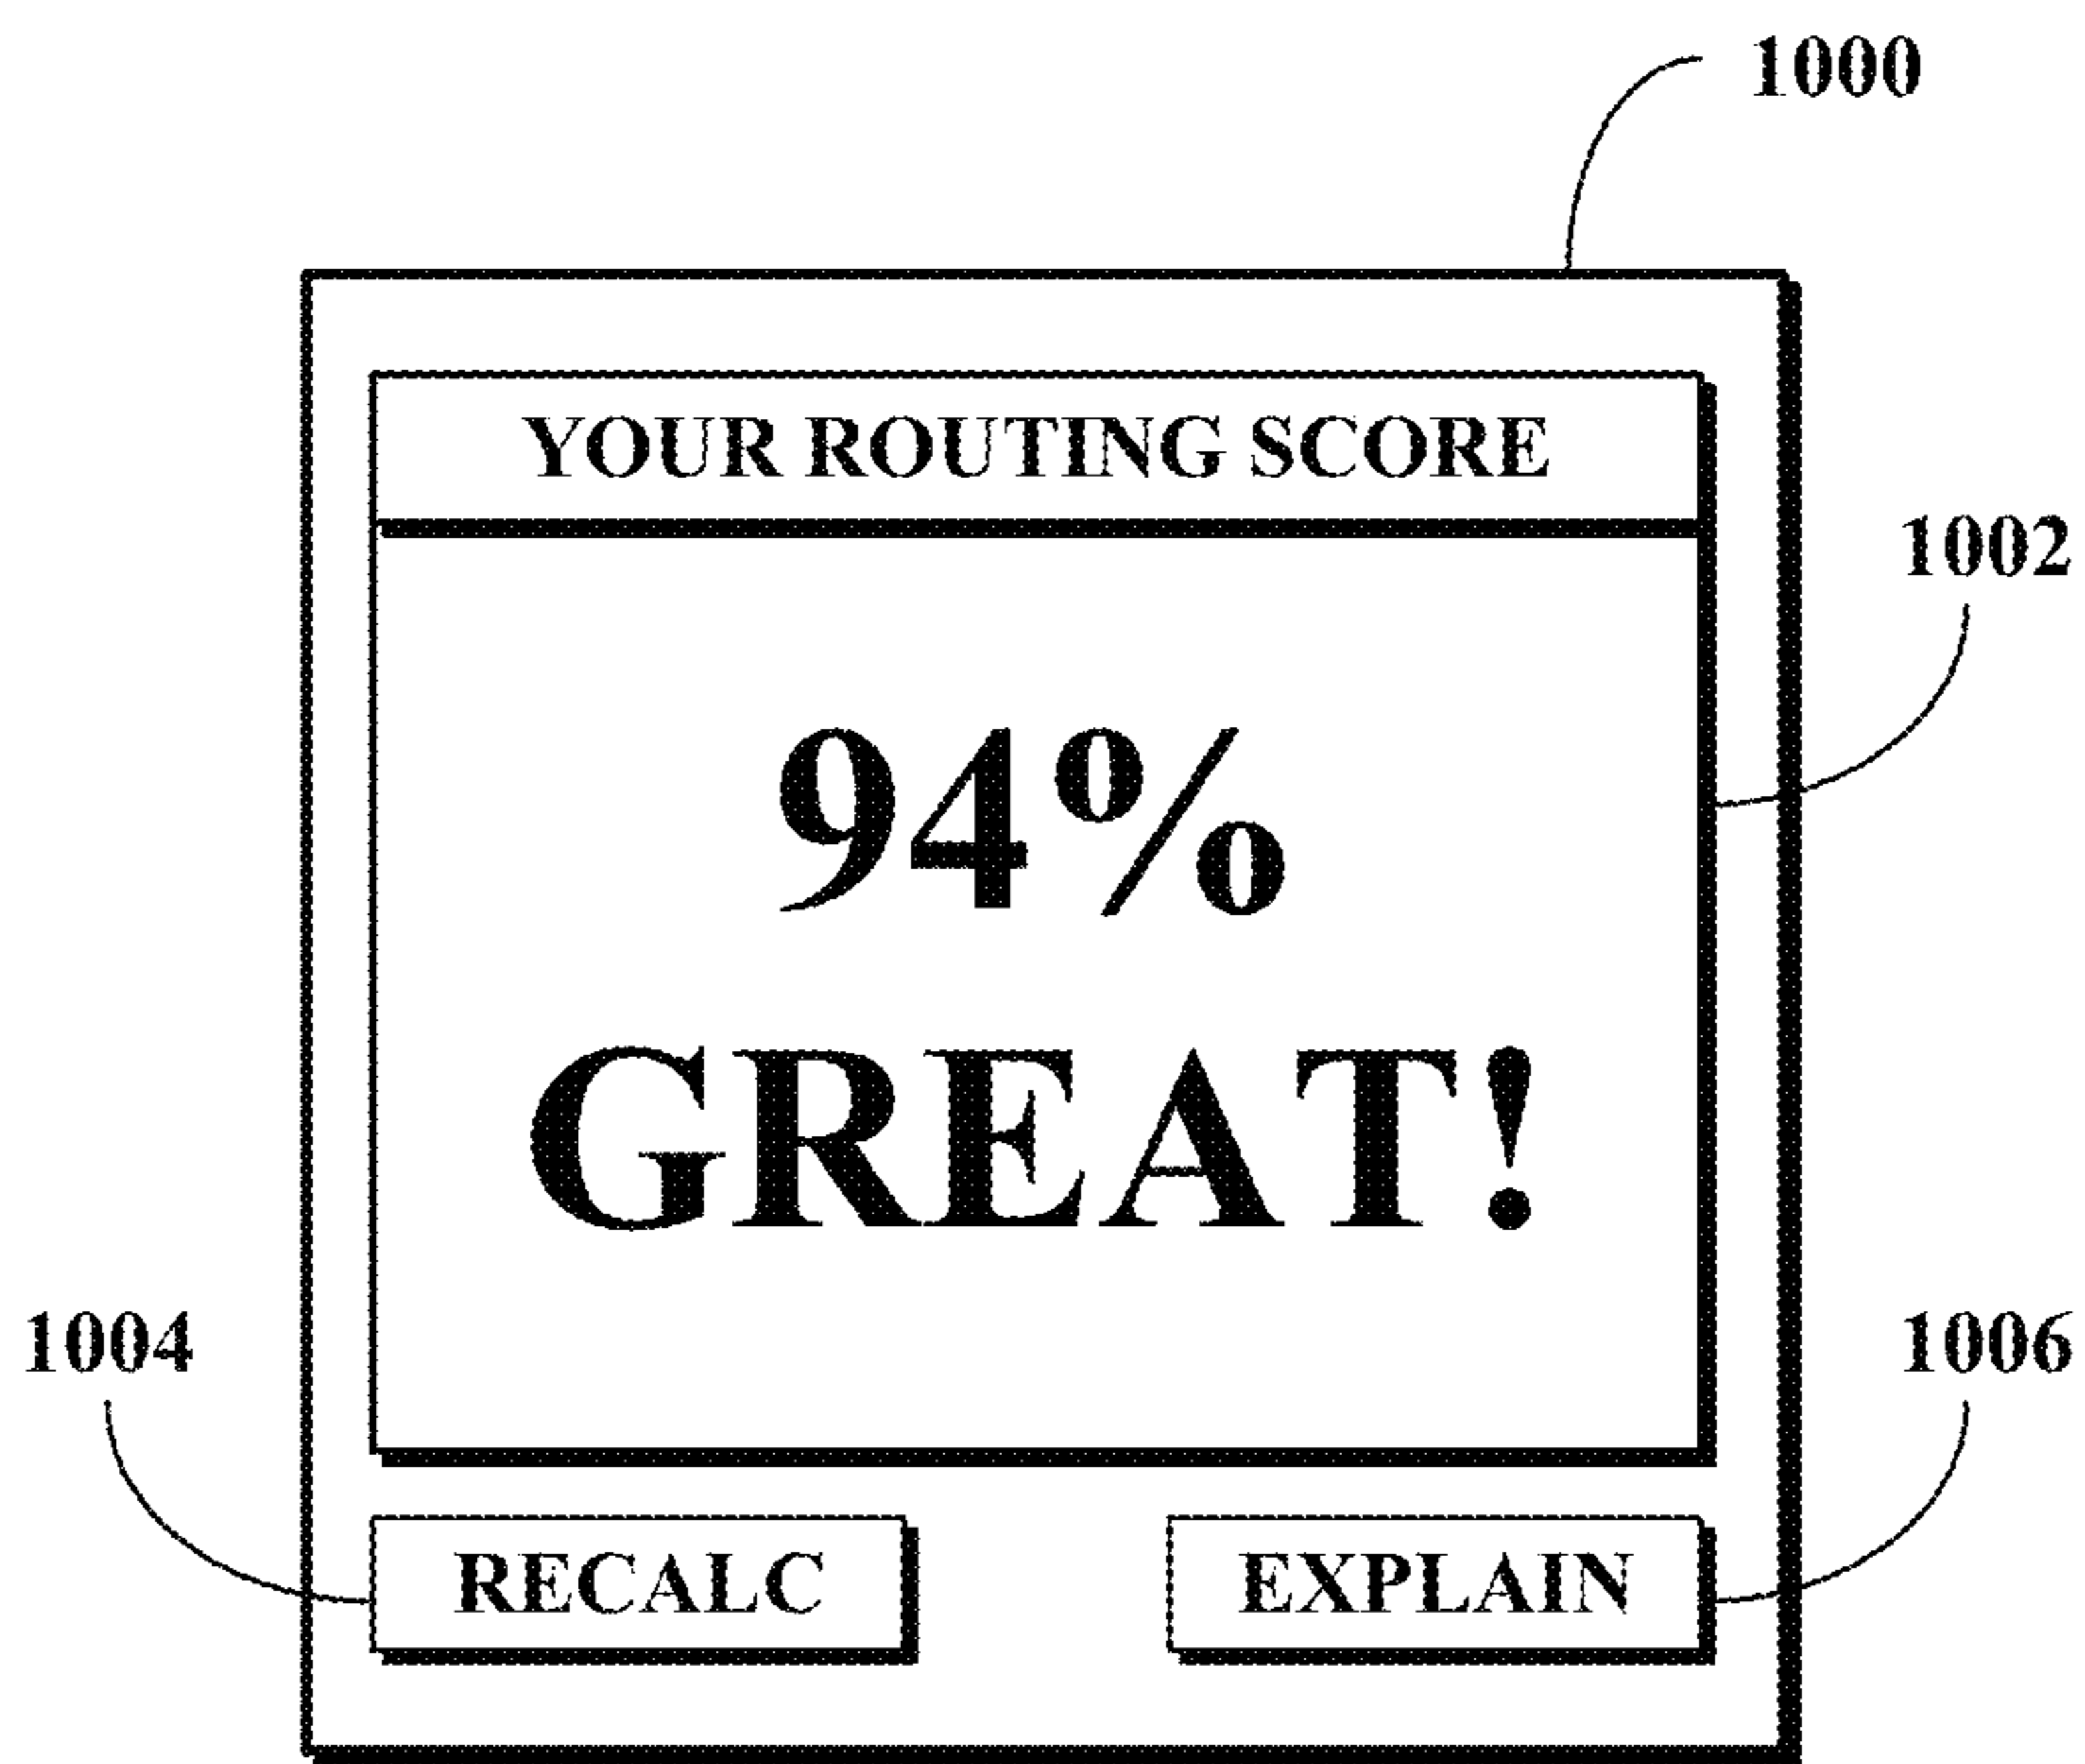 1000
YOUR ROUTING SCORE
1002
94%
GREAT!
1004
1006
RECALC
EXPLAIN